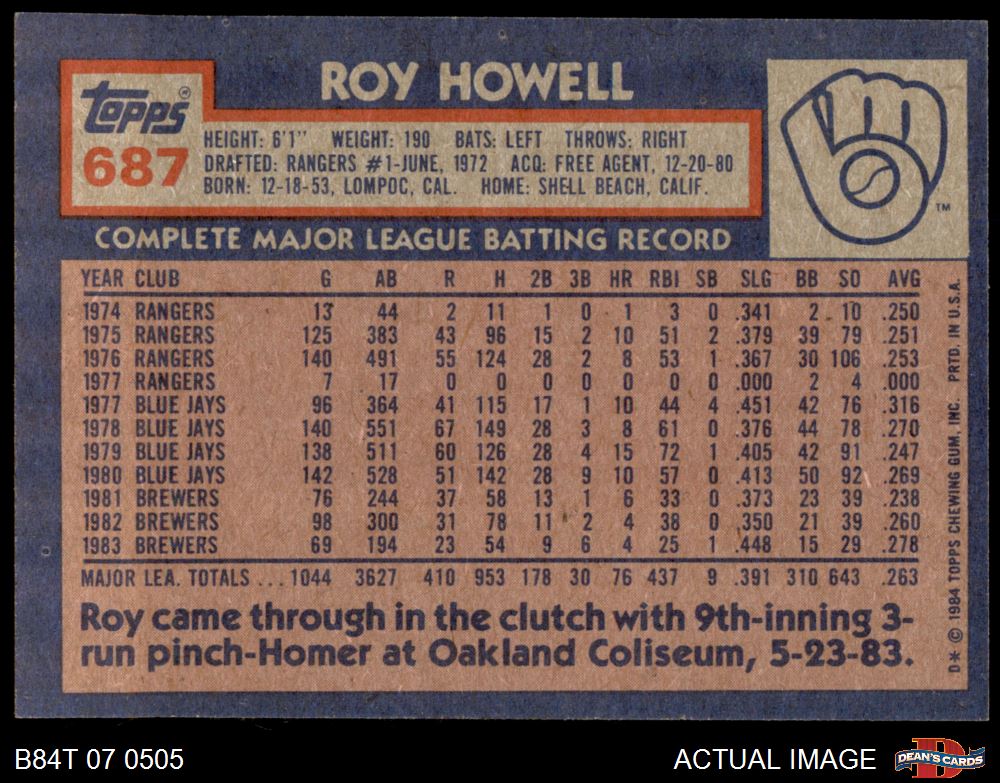 ROY HOWELL
Topps®
687
HEIGHT: 6'1" WEIGHT: 190 BATS: LEFT THROWS: RIGHT
DRAFTED: RANGERS #1-JUNE, 1972 ACQ: FREE AGENT, 12-20-80
BORN: 12-18-53, LOMPOC, CAL. HOME: SHELL BEACH, CALIF.
TM
COMPLETE MAJOR LEAGUE BATTING RECORD
YEAR CLUB G AB R H 2B 3B HR RBI SB SLG BB SO AVG
1974 RANGERS 13 44 2 11 1 0 1 3 0 .341 2 10 .250
1975 RANGERS 125 383 43 96 15 2 10 51 2 .379 39 79 .251
1976 RANGERS 140 491 55 124 28 2 8 53 1 .367 30 106 .253
1977 RANGERS 7 17 0 0 0 0 0 0 0 .000 2 4 .000
1977 BLUE JAYS 96 364 41 115 17 1 10 44 4 .451 42 76 .316
1978 BLUE JAYS 140 551 67 149 28 3 8 61 0 .376 44 78 .270
1979 BLUE JAYS 138 511 60 126 28 4 15 72 1 .405 42 91 .247
1980 BLUE JAYS 142 528 51 142 28 9 10 57 0 .413 50 92 .269
1981 BREWERS 76 244 37 58 13 1 6 33 0 .373 23 39 .238
1982 BREWERS 98 300 31 78 11 2 4 38 0 .350 21 39 .260
1983 BREWERS 69 194 23 54 9 6 4 25 1 .448 15 29 .278
MAJOR LEA. TOTALS ... 1044 3627 410 953 178 30 76 437 9 .391 310 643 .263
Roy came through in the clutch with 9th-inning 3-
run pinch-Homer at Oakland Coliseum, 5-23-83.
D* © 1984 TOPPS CHEWING GUM, INC. PRTD. IN U.S.A.
B84T 07 0505
ACTUAL IMAGE
D
DEAN'S CARDS